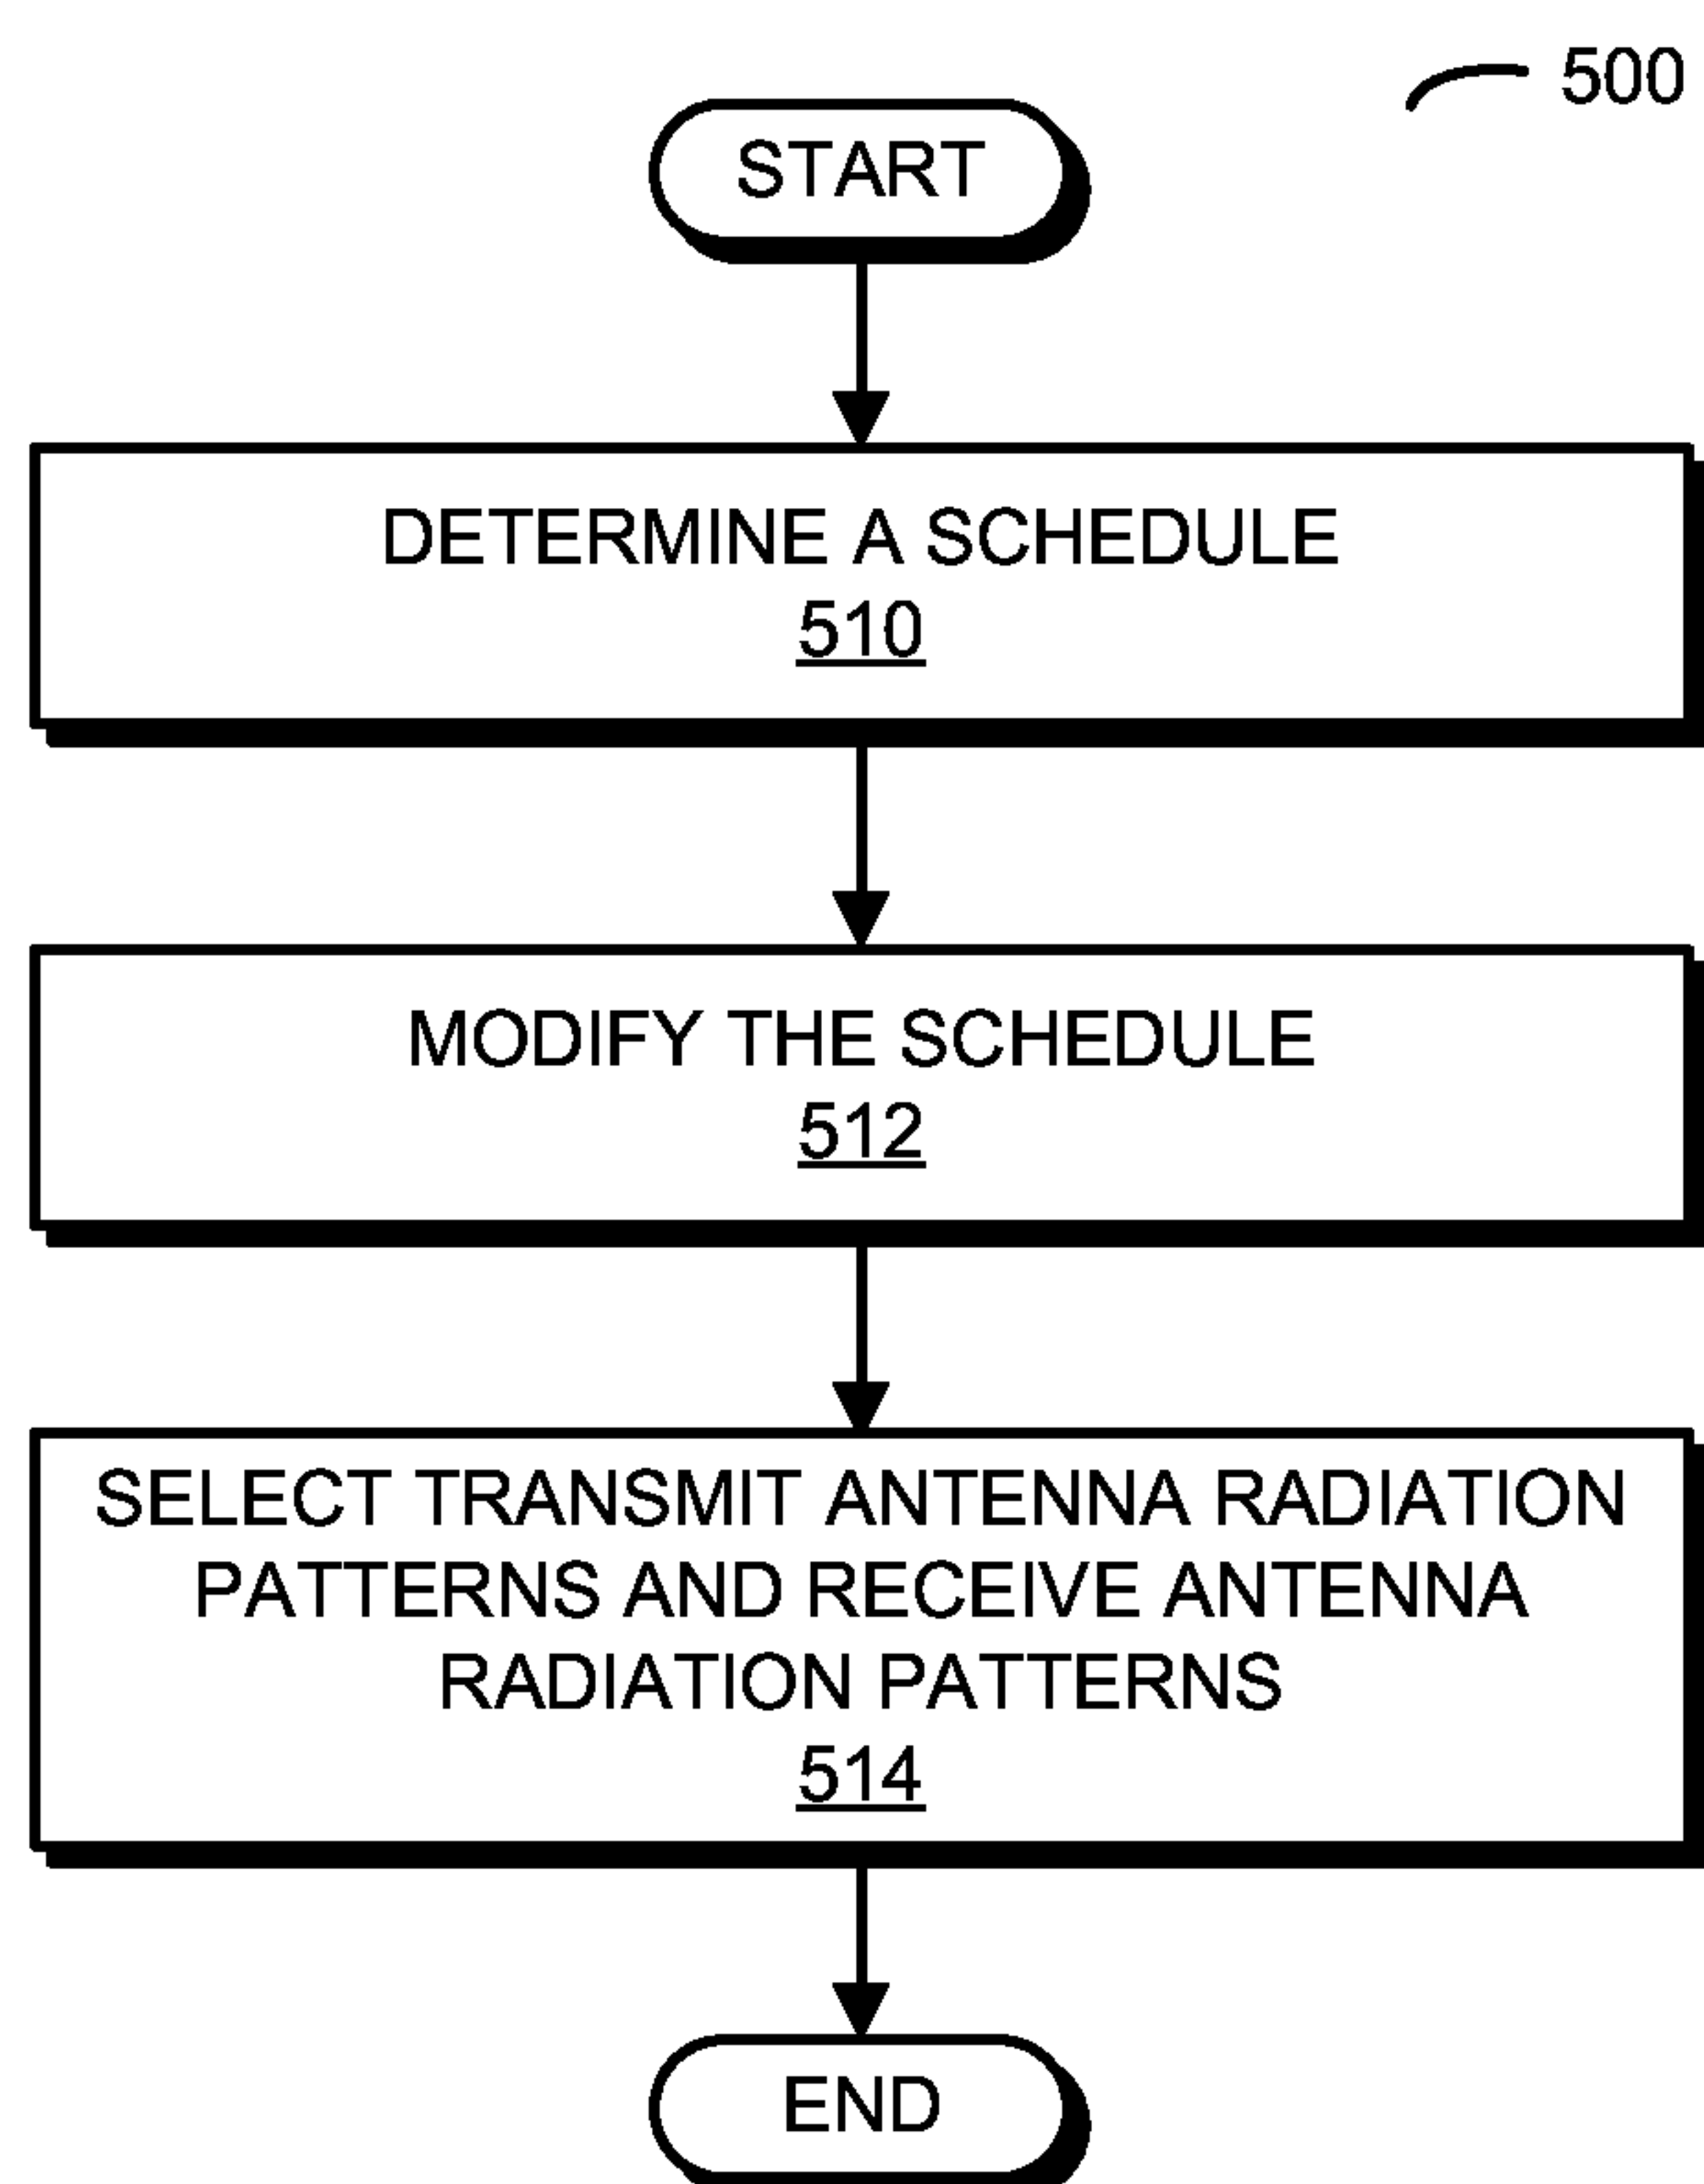 500
START
DETERMINE A SCHEDULE
510
MODIFY THE SCHEDULE
512
SELECT TRANSMIT ANTENNA RADIATION
PATTERNS AND RECEIVE ANTENNA
RADIATION PATTERNS
514
END